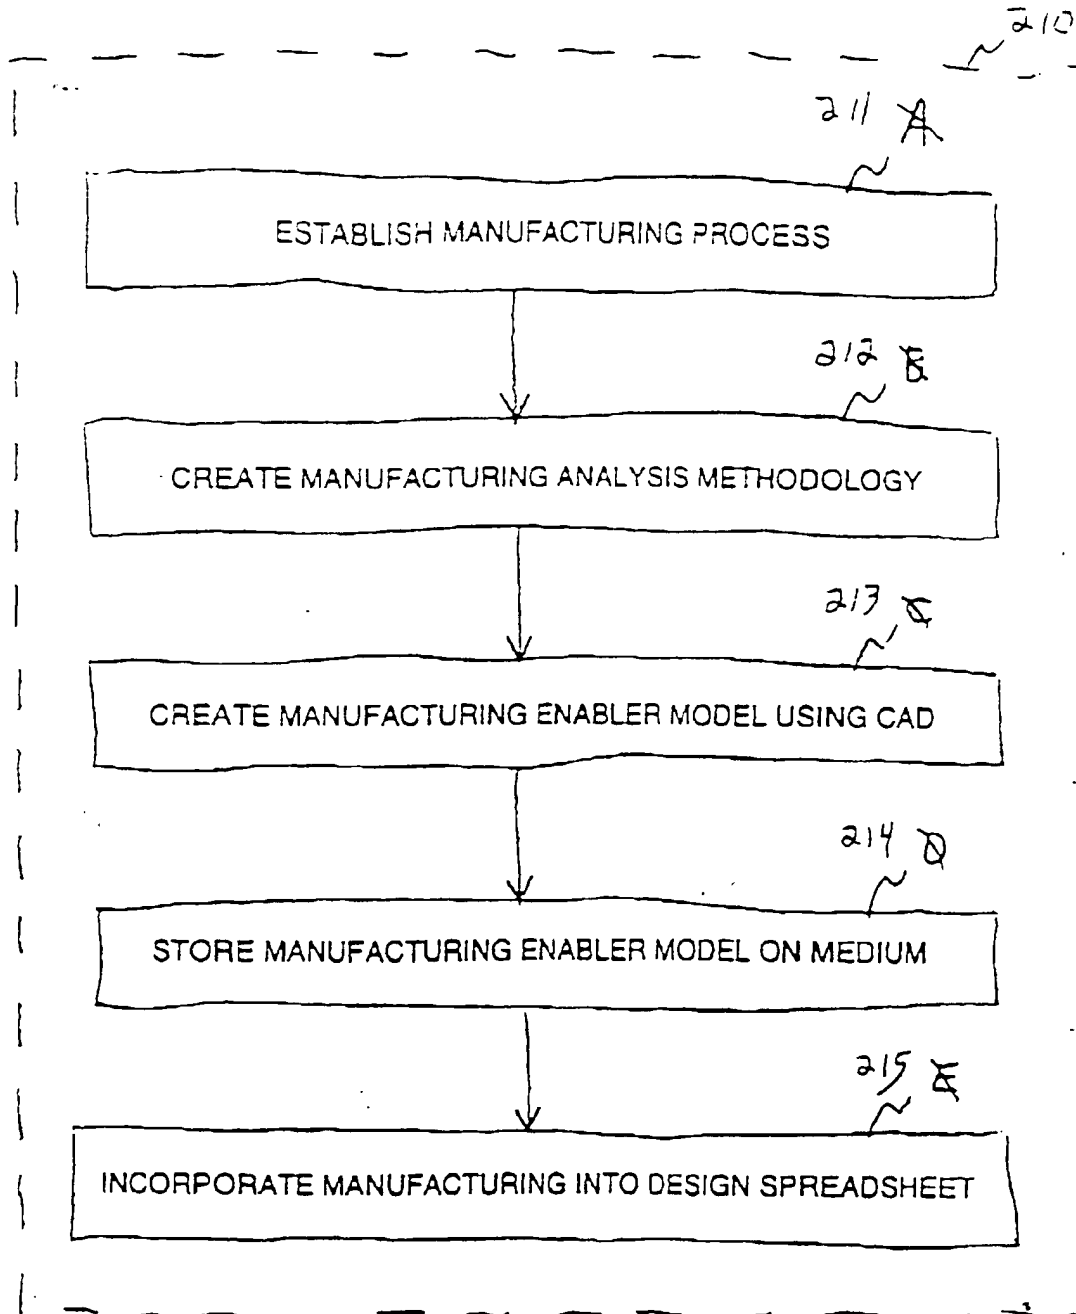 210
211 A
ESTABLISH MANUFACTURING PROCESS
212 B
CREATE MANUFACTURING ANALYSIS METHODOLOGY
213 C
CREATE MANUFACTURING ENABLER MODEL USING CAD
214 D
STORE MANUFACTURING ENABLER MODEL ON MEDIUM
215 E
INCORPORATE MANUFACTURING INTO DESIGN SPREADSHEET